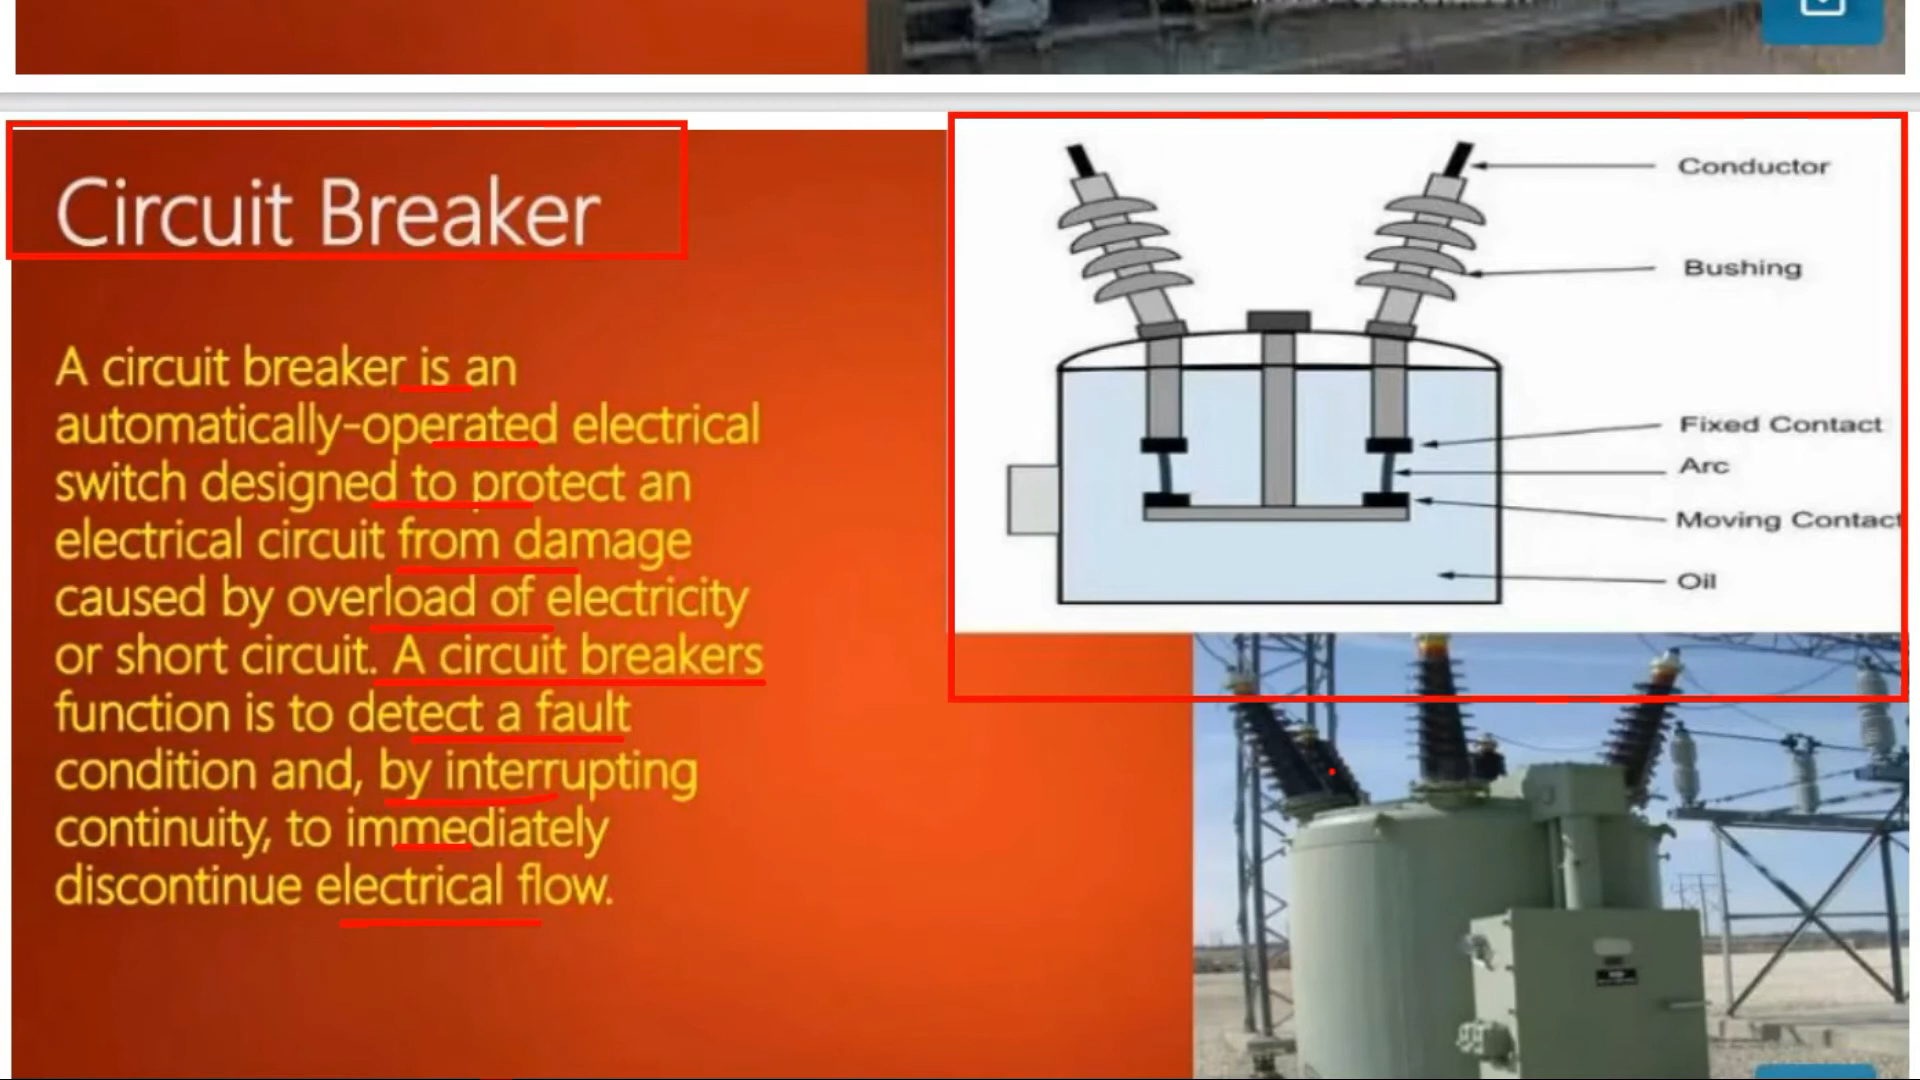 Circuit Breaker
A circuit breaker is an
automatically-operated electrical
switch designed to protect an
electrical circuit from damage
caused by overload of electricity
or short circuit. A circuit breakers
function is to detect a fault
condition and, by interrupting
continuity, to immediately
discontinue electrical flow.
Conductor
Bushing
Fixed Contact
Arc
Moving Contact
Oil